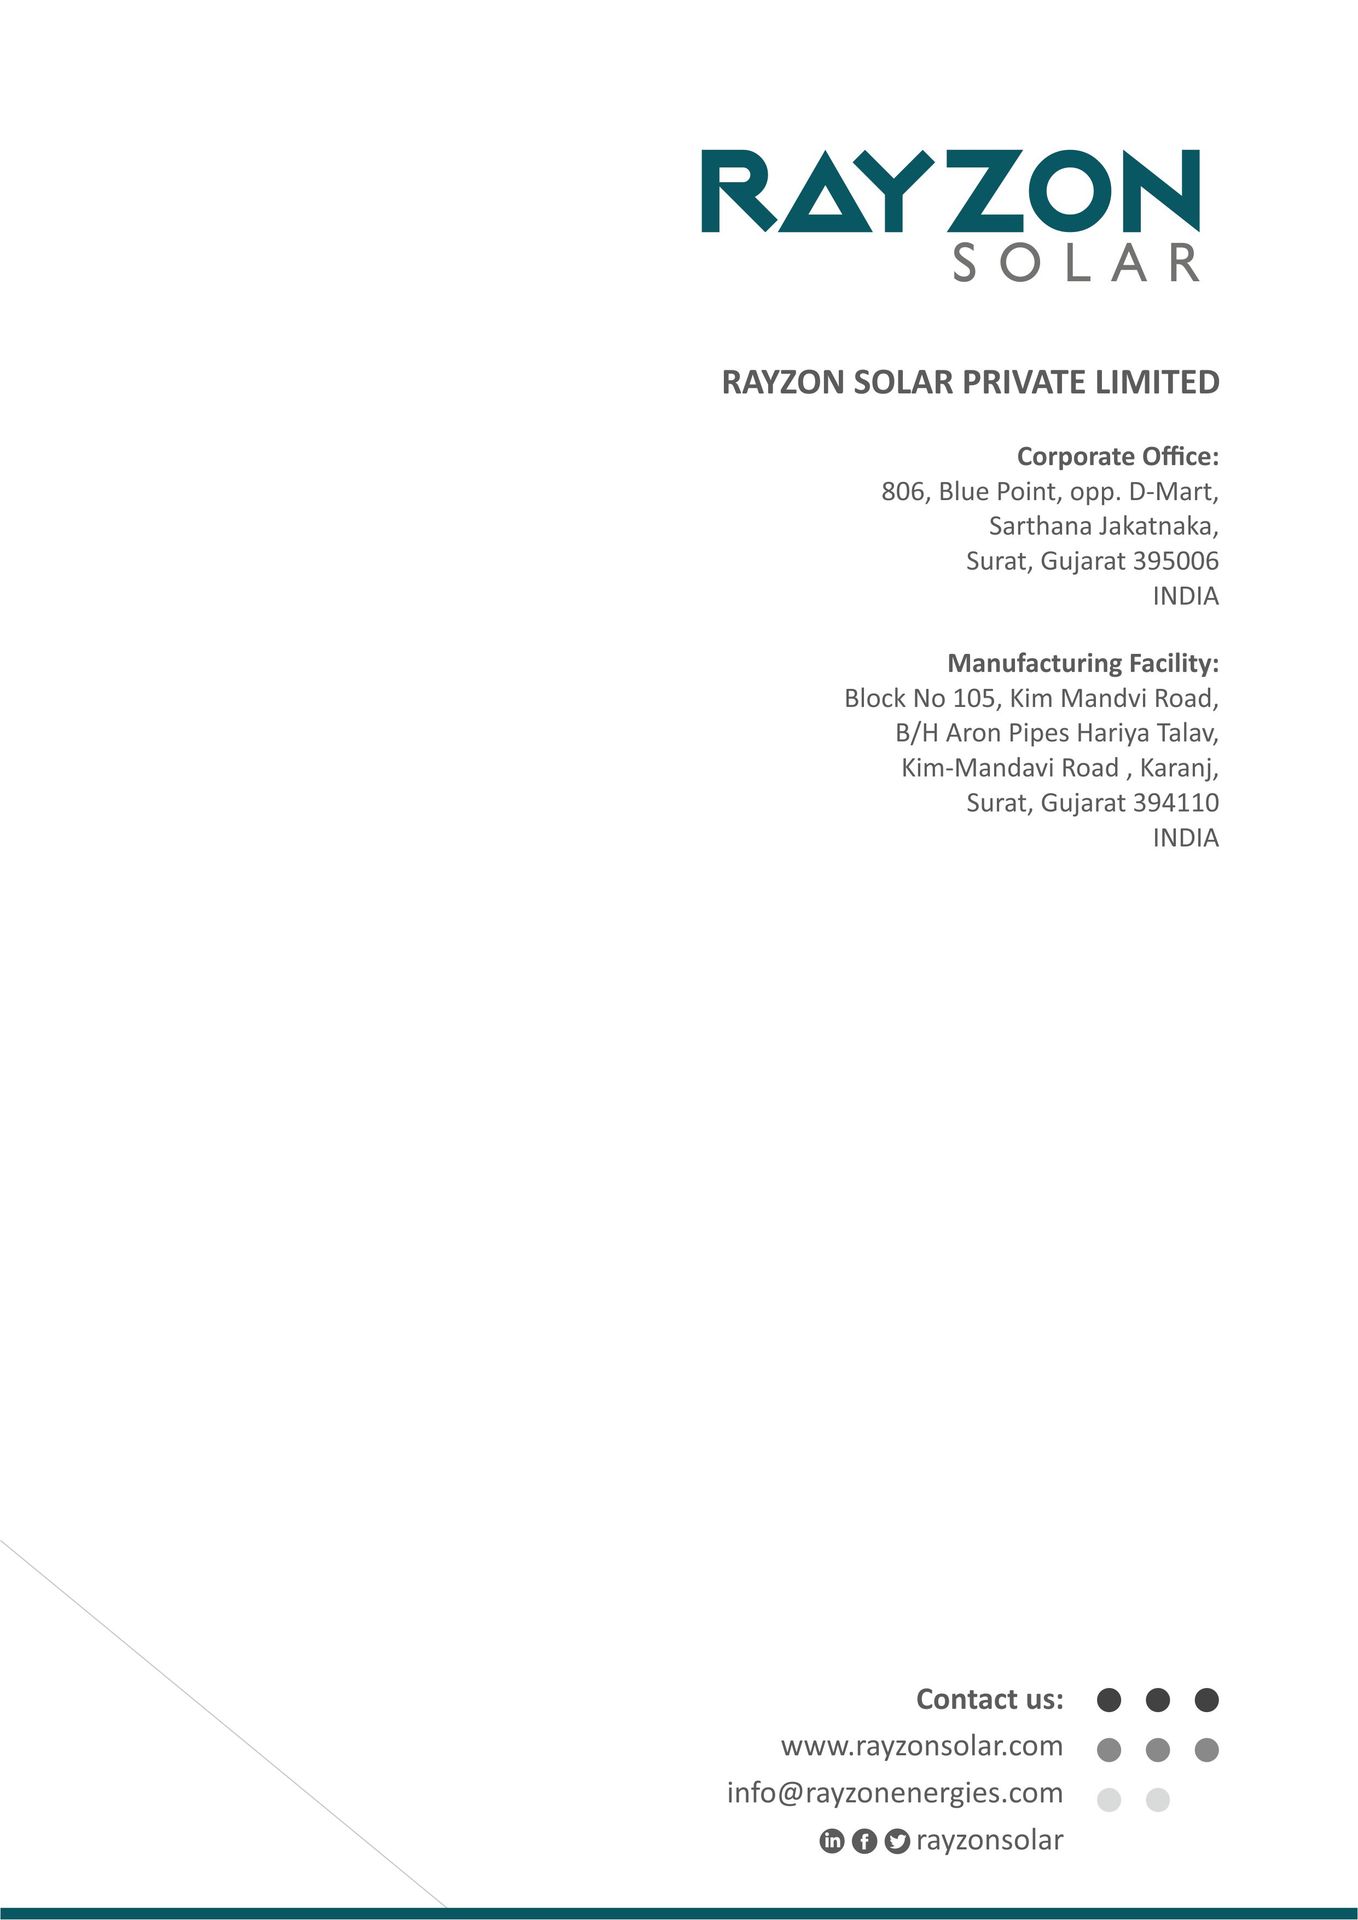 RAYZON
SOLAR
RAYZON SOLAR PRIVATE LIMITED
Corporate Office:
806, Blue Point, opp. D-Mart,
Sarthana Jakatnaka,
Surat, Gujarat 395006
INDIA
Manufacturing Facility:
Block No 105, Kim Mandvi Road,
B/H Aron Pipes Hariya Talav,
Kim-Mandavi Road , Karanj,
Surat, Gujarat 394110
INDIA
Contact us:
www.rayzonsolar.com
info@rayzonenergies.com
in f rayzonsolar